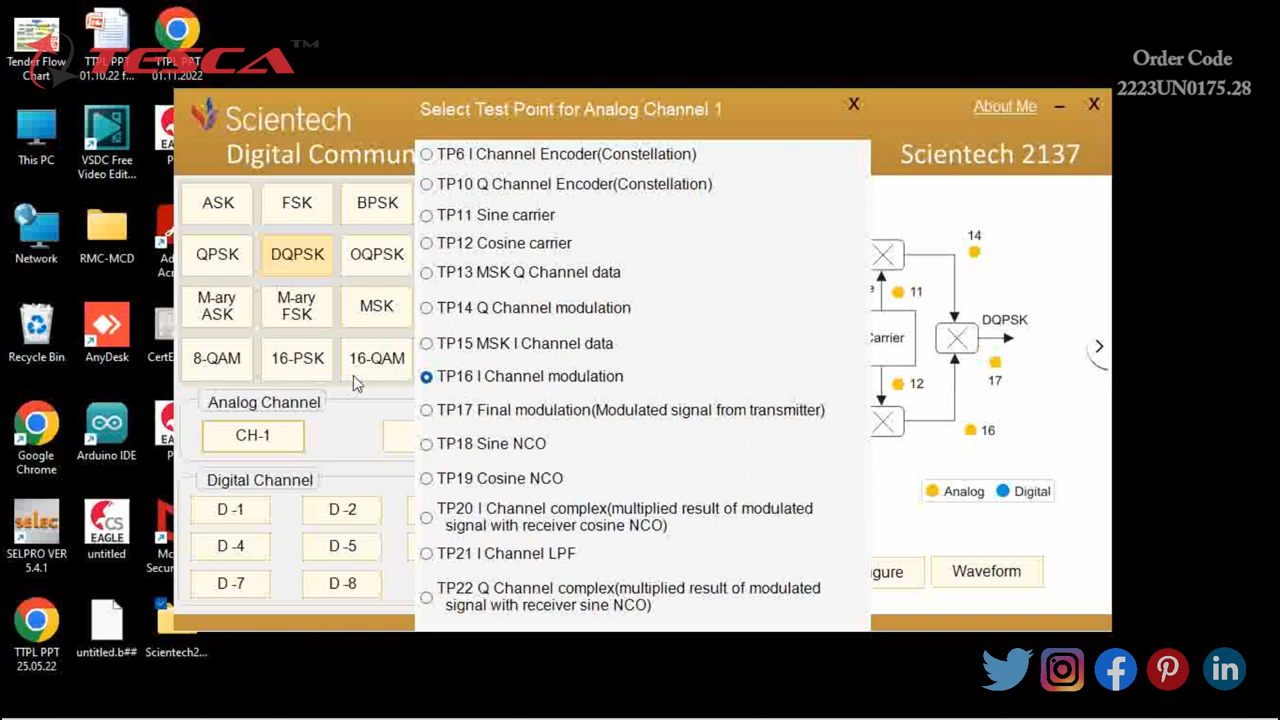 Tender Flow
Chart
TTPL PPT
01.10.22 f...
TTPL PPT
01.11.2022
TESCA™
Order Code
2223UN0175.28
This PC
VSDC Free
Video Edit...
Network
RMC-MCD
Recycle Bin
AnyDesk
Google
Chrome
Arduino IDE
SELPRO VER
5.4.1
EAGLE
untitled
TTPL PPT
25.05.22
untitled.b##
Scientech2...
Scientech
Digital Commun
Select Test Point for Analog Channel 1
X
About Me
–
X
Scientech 2137
ASK
FSK
BPSK
QPSK
DQPSK
OQPSK
M-ary
ASK
M-ary
FSK
MSK
8-QAM
16-PSK
16-QAM
Analog Channel
CH-1
Digital Channel
D -1
D -2
D -4
D -5
D -7
D -8
TP6 I Channel Encoder(Constellation)
TP10 Q Channel Encoder(Constellation)
TP11 Sine carrier
TP12 Cosine carrier
TP13 MSK Q Channel data
TP14 Q Channel modulation
TP15 MSK I Channel data
TP16 I Channel modulation
TP17 Final modulation(Modulated signal from transmitter)
TP18 Sine NCO
TP19 Cosine NCO
TP20 I Channel complex(multiplied result of modulated
signal with receiver cosine NCO)
TP21 I Channel LPF
TP22 Q Channel complex(multiplied result of modulated
signal with receiver sine NCO)
14
11
DQPSK
arrier
17
12
16
Analog
Digital
gure
Waveform